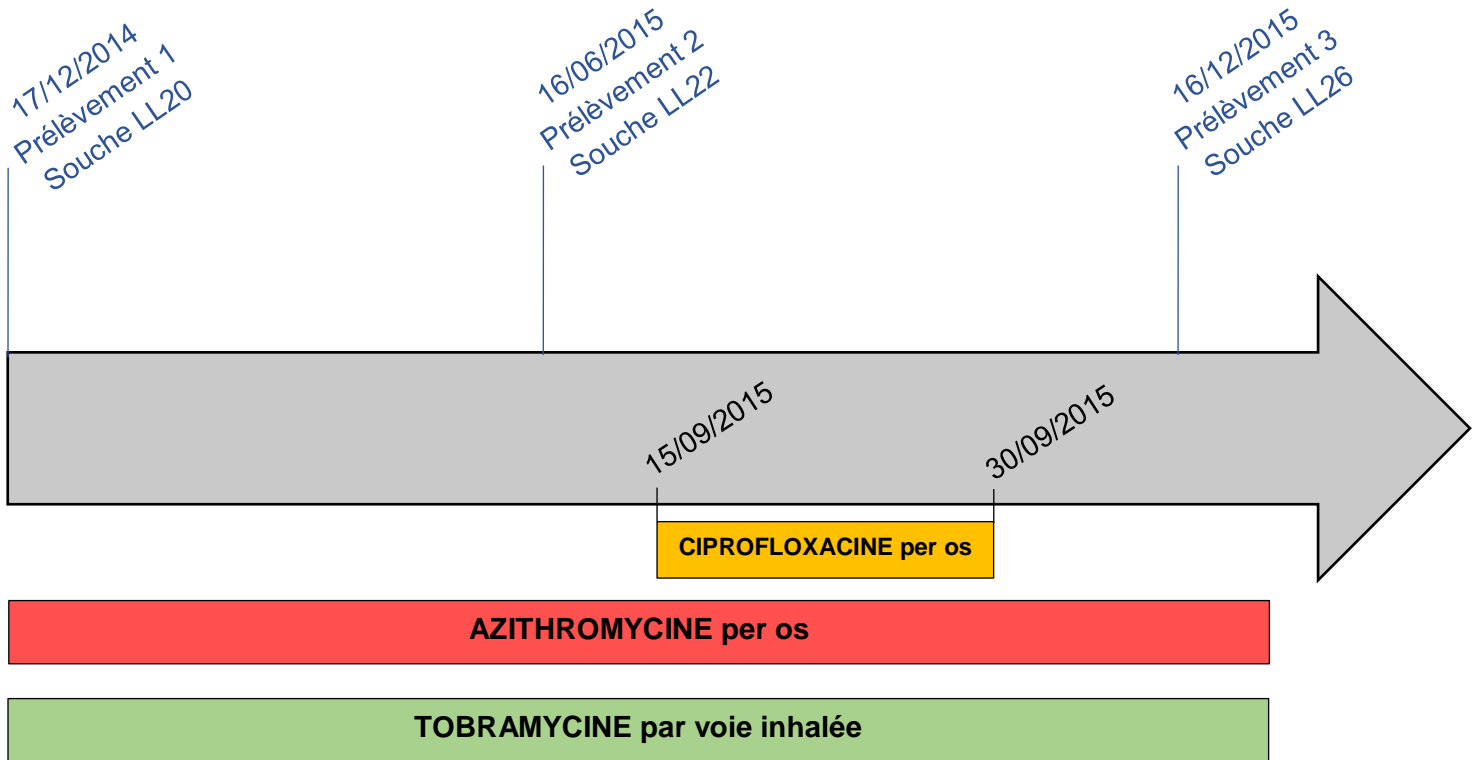 17/12/2014
Prélèvement 1
Souche LL20
16/06/2015
Prélèvement 2
Souche LL22
16/12/2015
Prélèvement 3
Souche LL26
15/09/2015
30/09/2015
CIPROFLOXACINE per os
AZITHROMYCINE per os
TOBRAMYCINE par voie inhalée